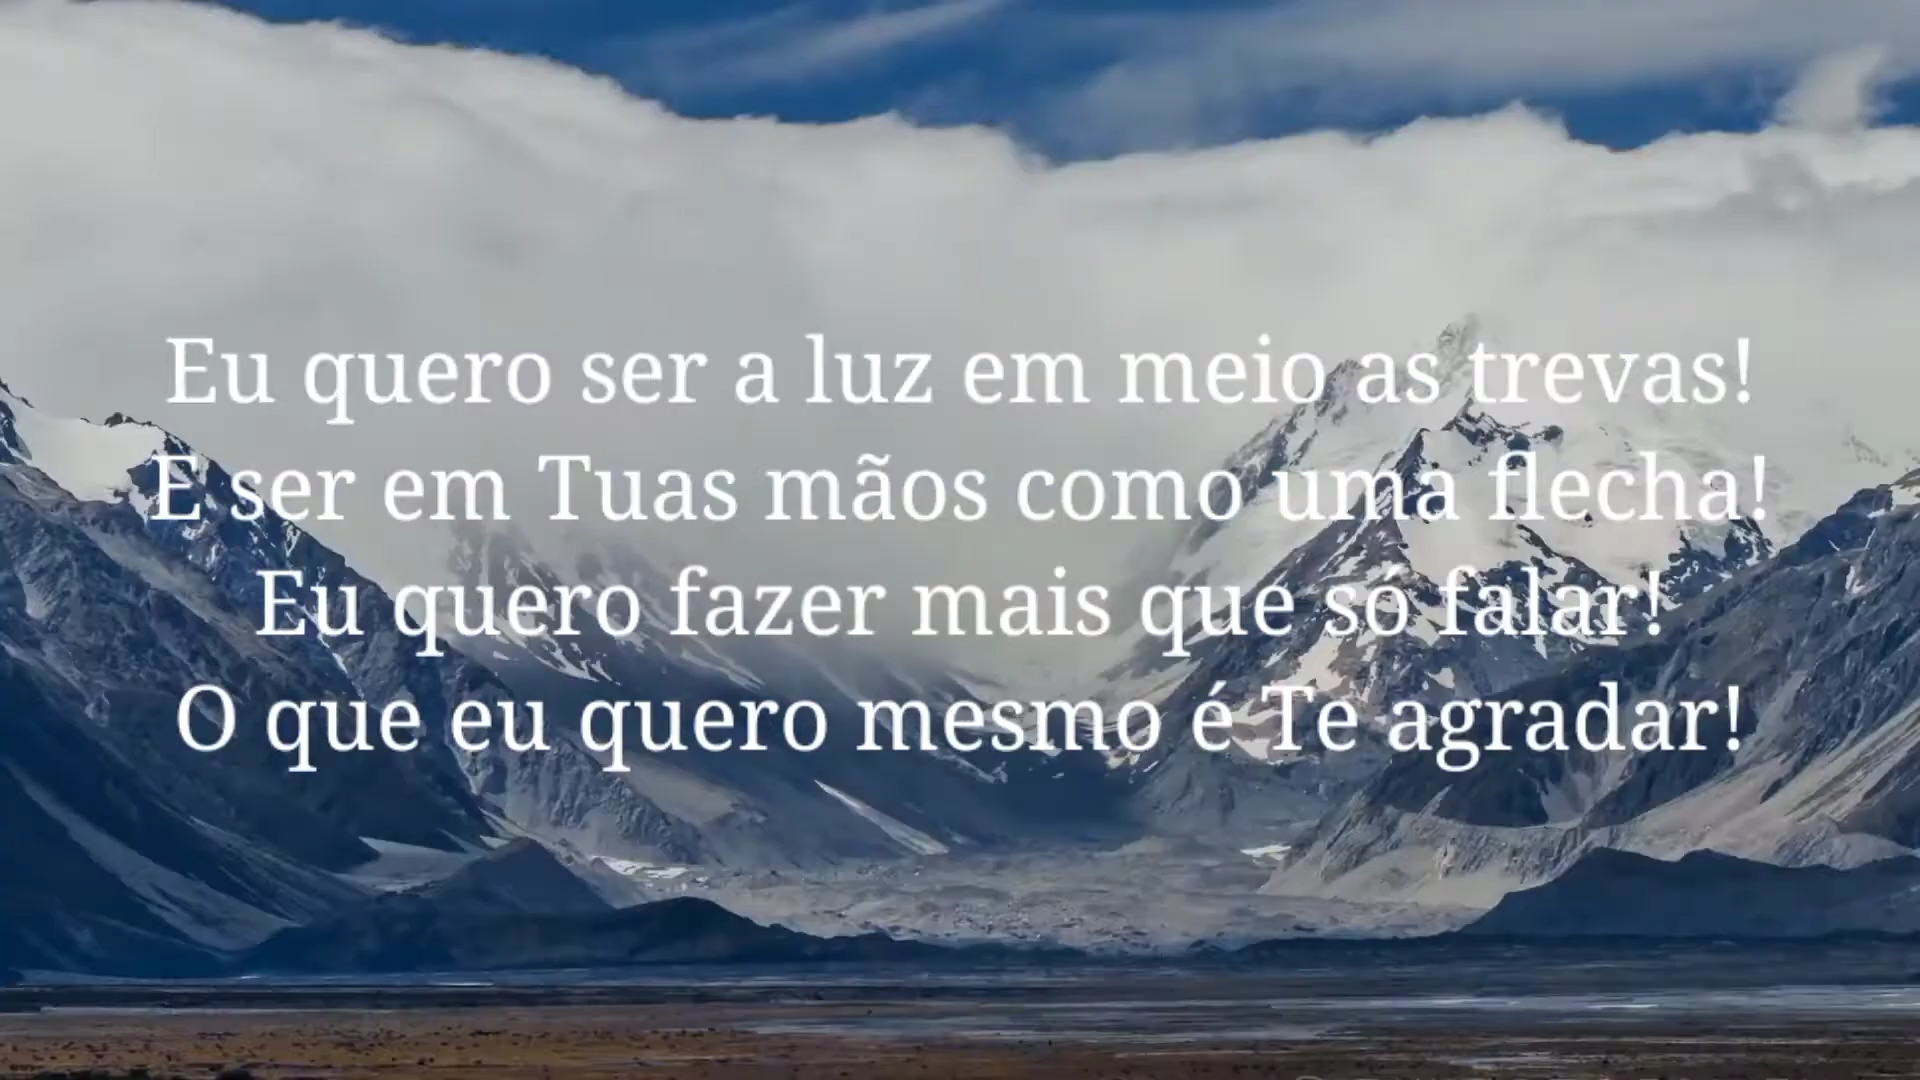 Eu quero ser a luz em meio as trevas!
E ser em Tuas mãos como uma flecha!
Eu quero fazer mais que só falar!
O que eu quero mesmo é Te agradar!